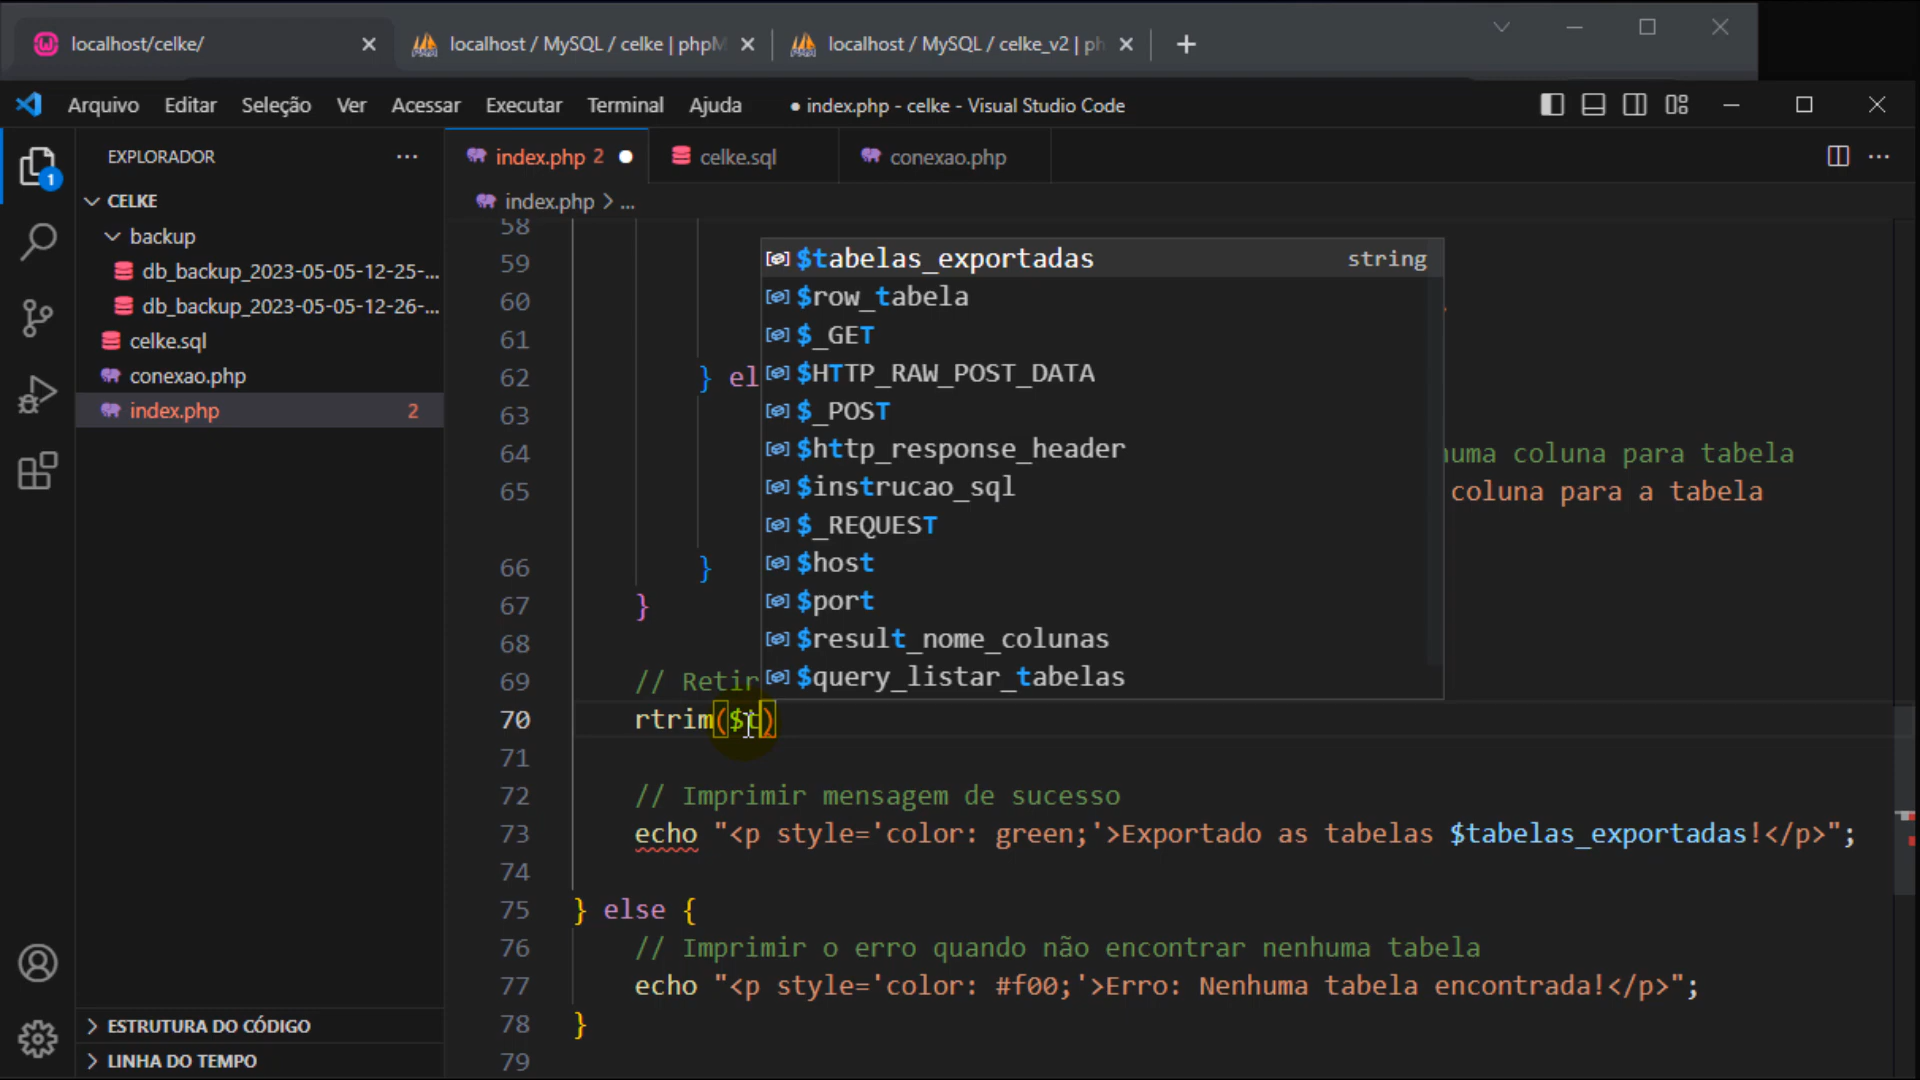 localhost/celke/
localhost / MySQL / celke | phpM
localhost / MySQL / celke_v2 | ph
Arquivo Editar Seleção Ver Acessar Executar Terminal Ajuda
● index.php - celke - Visual Studio Code
EXPLORADOR
1
CELKE
backup
db_backup_2023-05-05-12-25-...
db_backup_2023-05-05-12-26-...
celke.sql
conexao.php
index.php 2
ESTRUTURA DO CÓDIGO
LINHA DO TEMPO
index.php 2 ●
celke.sql
conexao.php
index.php > ...
58
59
60
61
62 } el
63
64 huma coluna para tabela
65 coluna para a tabela
66 }
67 }
68
69 // Retir
70 rtrim($t)
71
72 // Imprimir mensagem de sucesso
73 echo "<p style='color: green;'>Exportado as tabelas $tabelas_exportadas!</p>";
74
75 } else {
76 // Imprimir o erro quando não encontrar nenhuma tabela
77 echo "<p style='color: #f00;'>Erro: Nenhuma tabela encontrada!</p>";
78 }
79
$tabelas_exportadas string
$row_tabela
$_GET
$HTTP_RAW_POST_DATA
$_POST
$http_response_header
$instrucao_sql
$_REQUEST
$host
$port
$result_nome_colunas
$query_listar_tabelas